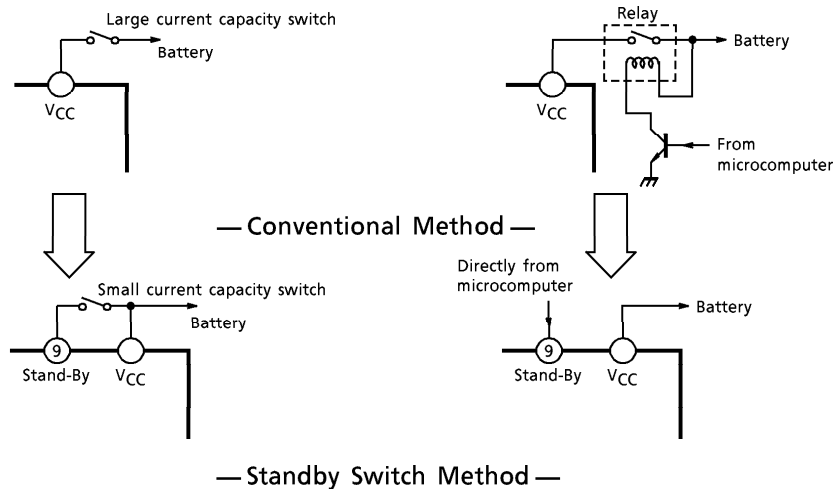 Large current capacity switch
Battery
VCC
Relay
Battery
VCC
From
microcomputer
— Conventional Method —
Small current capacity switch
Battery
9
Stand-By
VCC
Directly from
microcomputer
Battery
9
Stand-By
VCC
— Standby Switch Method —